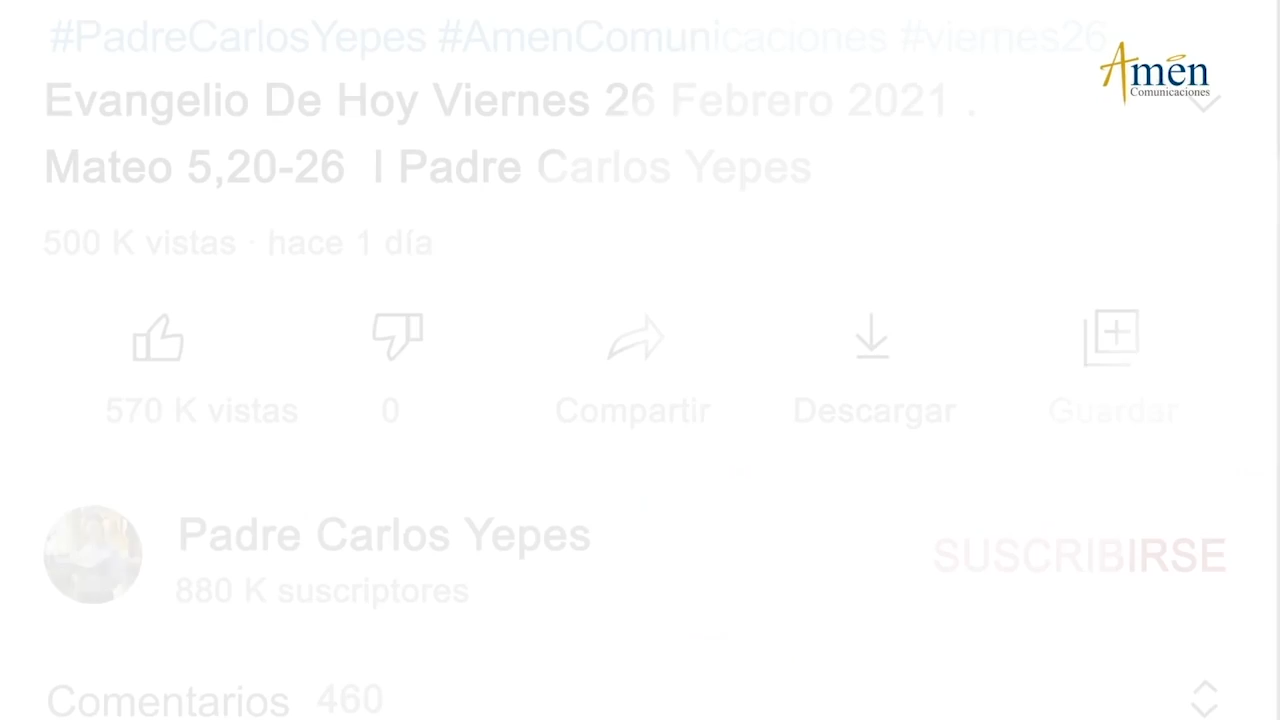 #PadreCarlosYepes #AmenComunicaciones #viernes26
Amén
Comunicaciones
Evangelio De Hoy Viernes 26 Febrero 2021 .
Mateo 5,20-26 | Padre Carlos Yepes
500 K vistas · hace 1 día
570 K vistas 0 Compartir Descargar Guardar
Padre Carlos Yepes
880 K suscriptores
SUSCRIBIRSE
Comentarios 460